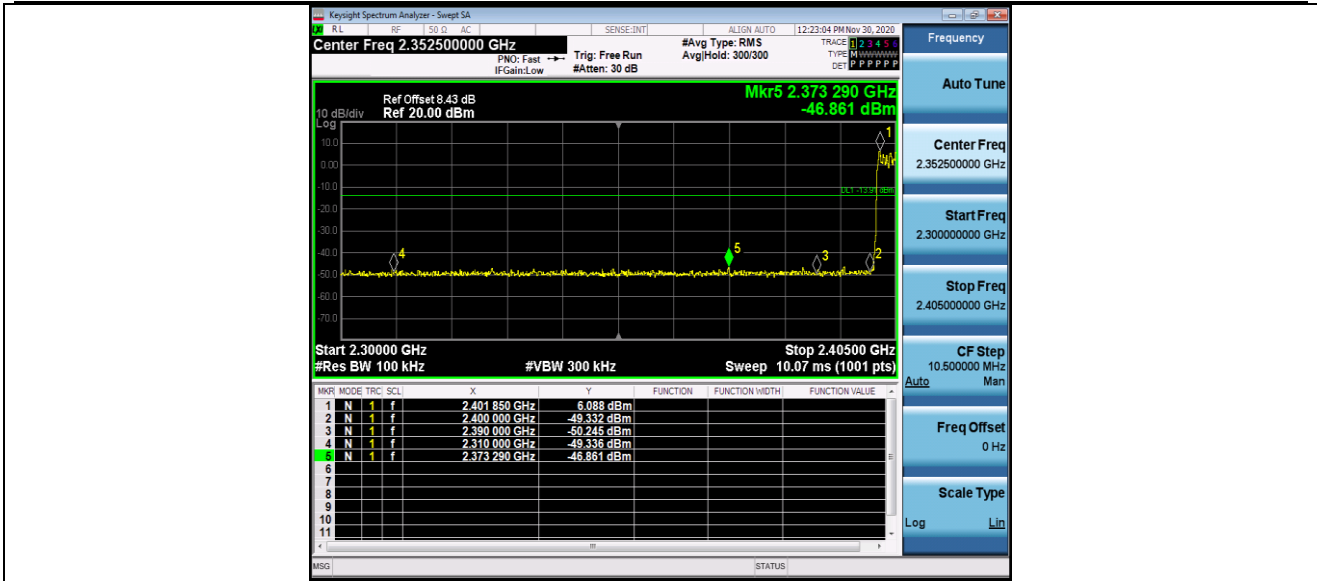 Keysight Spectrum Analyzer - Swept SA
RL RF 50 Ω AC SENSE:INT ALIGN AUTO 12:23:04 PM Nov 30, 2020
Center Freq 2.352500000 GHz
PNO: Fast
IFGain:Low
Trig: Free Run
#Atten: 30 dB
#Avg Type: RMS
Avg|Hold: 300/300
TRACE 1 2 3 4 5 6
TYPE M W W W W W
DET P P P P P P
Frequency
Auto Tune
Center Freq
2.352500000 GHz
Start Freq
2.300000000 GHz
Stop Freq
2.405000000 GHz
CF Step
10.500000 MHz
Auto Man
Freq Offset
0 Hz
Scale Type
Log Lin
Mkr5 2.373 290 GHz
-46.861 dBm
Ref Offset 8.43 dB
10 dB/div Ref 20.00 dBm
Log
10.0
0.00
-10.0
-20.0
-30.0
-40.0
-50.0
-60.0
-70.0
DL1 -13.91 dBm
1
4
5
3
2
Start 2.30000 GHz Stop 2.40500 GHz
#Res BW 100 kHz #VBW 300 kHz Sweep 10.07 ms (1001 pts)
MKR MODE TRC SCL X Y FUNCTION FUNCTION WIDTH FUNCTION VALUE
1 N 1 f 2.401 850 GHz 6.088 dBm
2 N 1 f 2.400 000 GHz -49.332 dBm
3 N 1 f 2.390 000 GHz -50.245 dBm
4 N 1 f 2.310 000 GHz -49.336 dBm
5 N 1 f 2.373 290 GHz -46.861 dBm
6
7
8
9
10
11
MSG STATUS